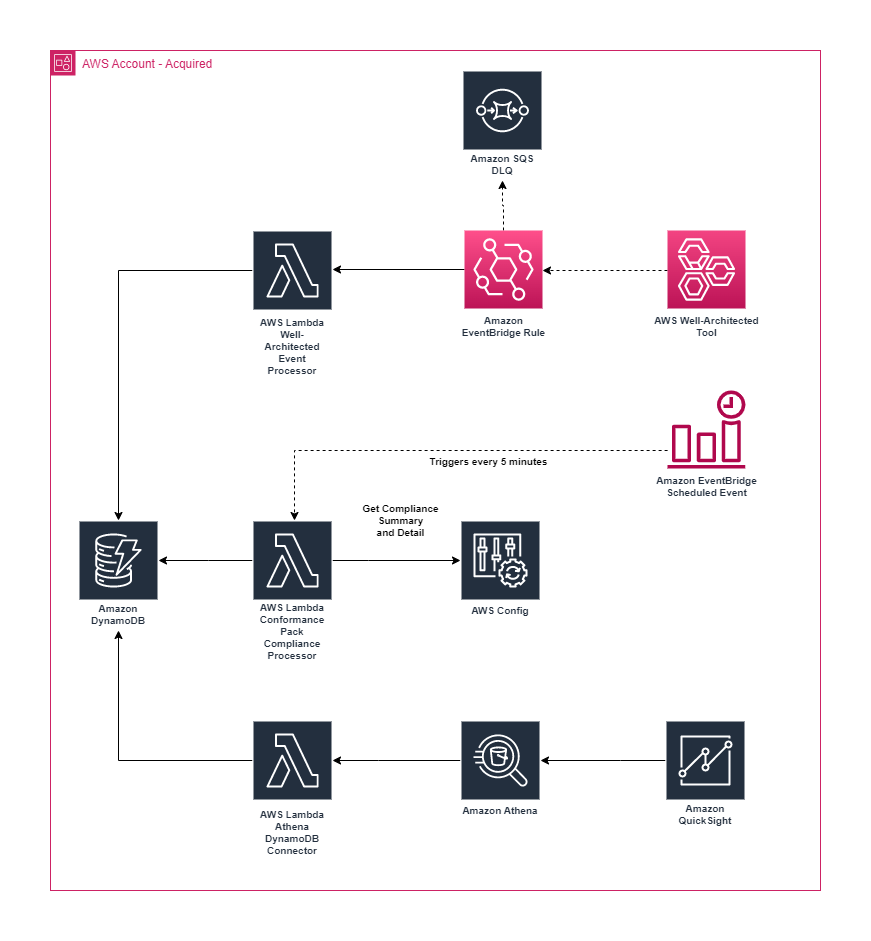 AWS Account - Acquired
Amazon SQS
DLQ
AWS Lambda
Well-
Architected
Event
Processor
Amazon
EventBridge Rule
AWS Well-Architected
Tool
Triggers every 5 minutes
Amazon EventBridge
Scheduled Event
Get Compliance
Summary
and Detail
Amazon
DynamoDB
AWS Lambda
Conformance
Pack
Compliance
Processor
AWS Config
AWS Lambda
Athena
DynamoDB
Connector
Amazon Athena
Amazon
QuickSight